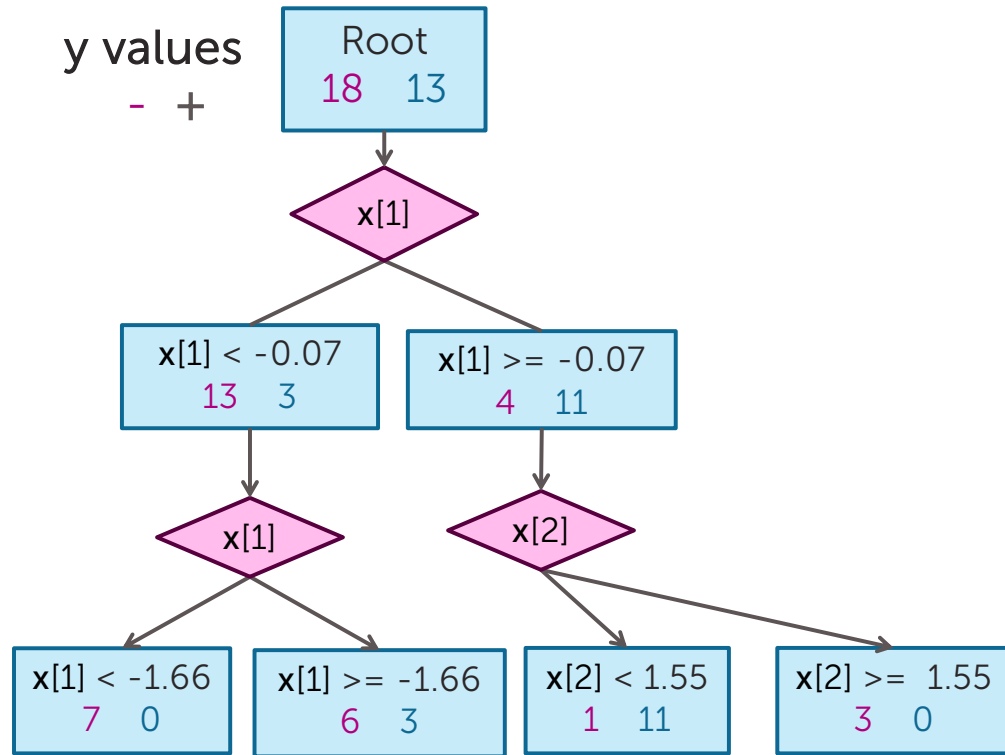 y values
- +
Root
18 13
x[1]
x[1] < -0.07
13 3
x[1] >= -0.07
4 11
x[1]
x[2]
x[1] < -1.66
7 0
x[1] >= -1.66
6 3
x[2] < 1.55
1 11
x[2] >= 1.55
3 0